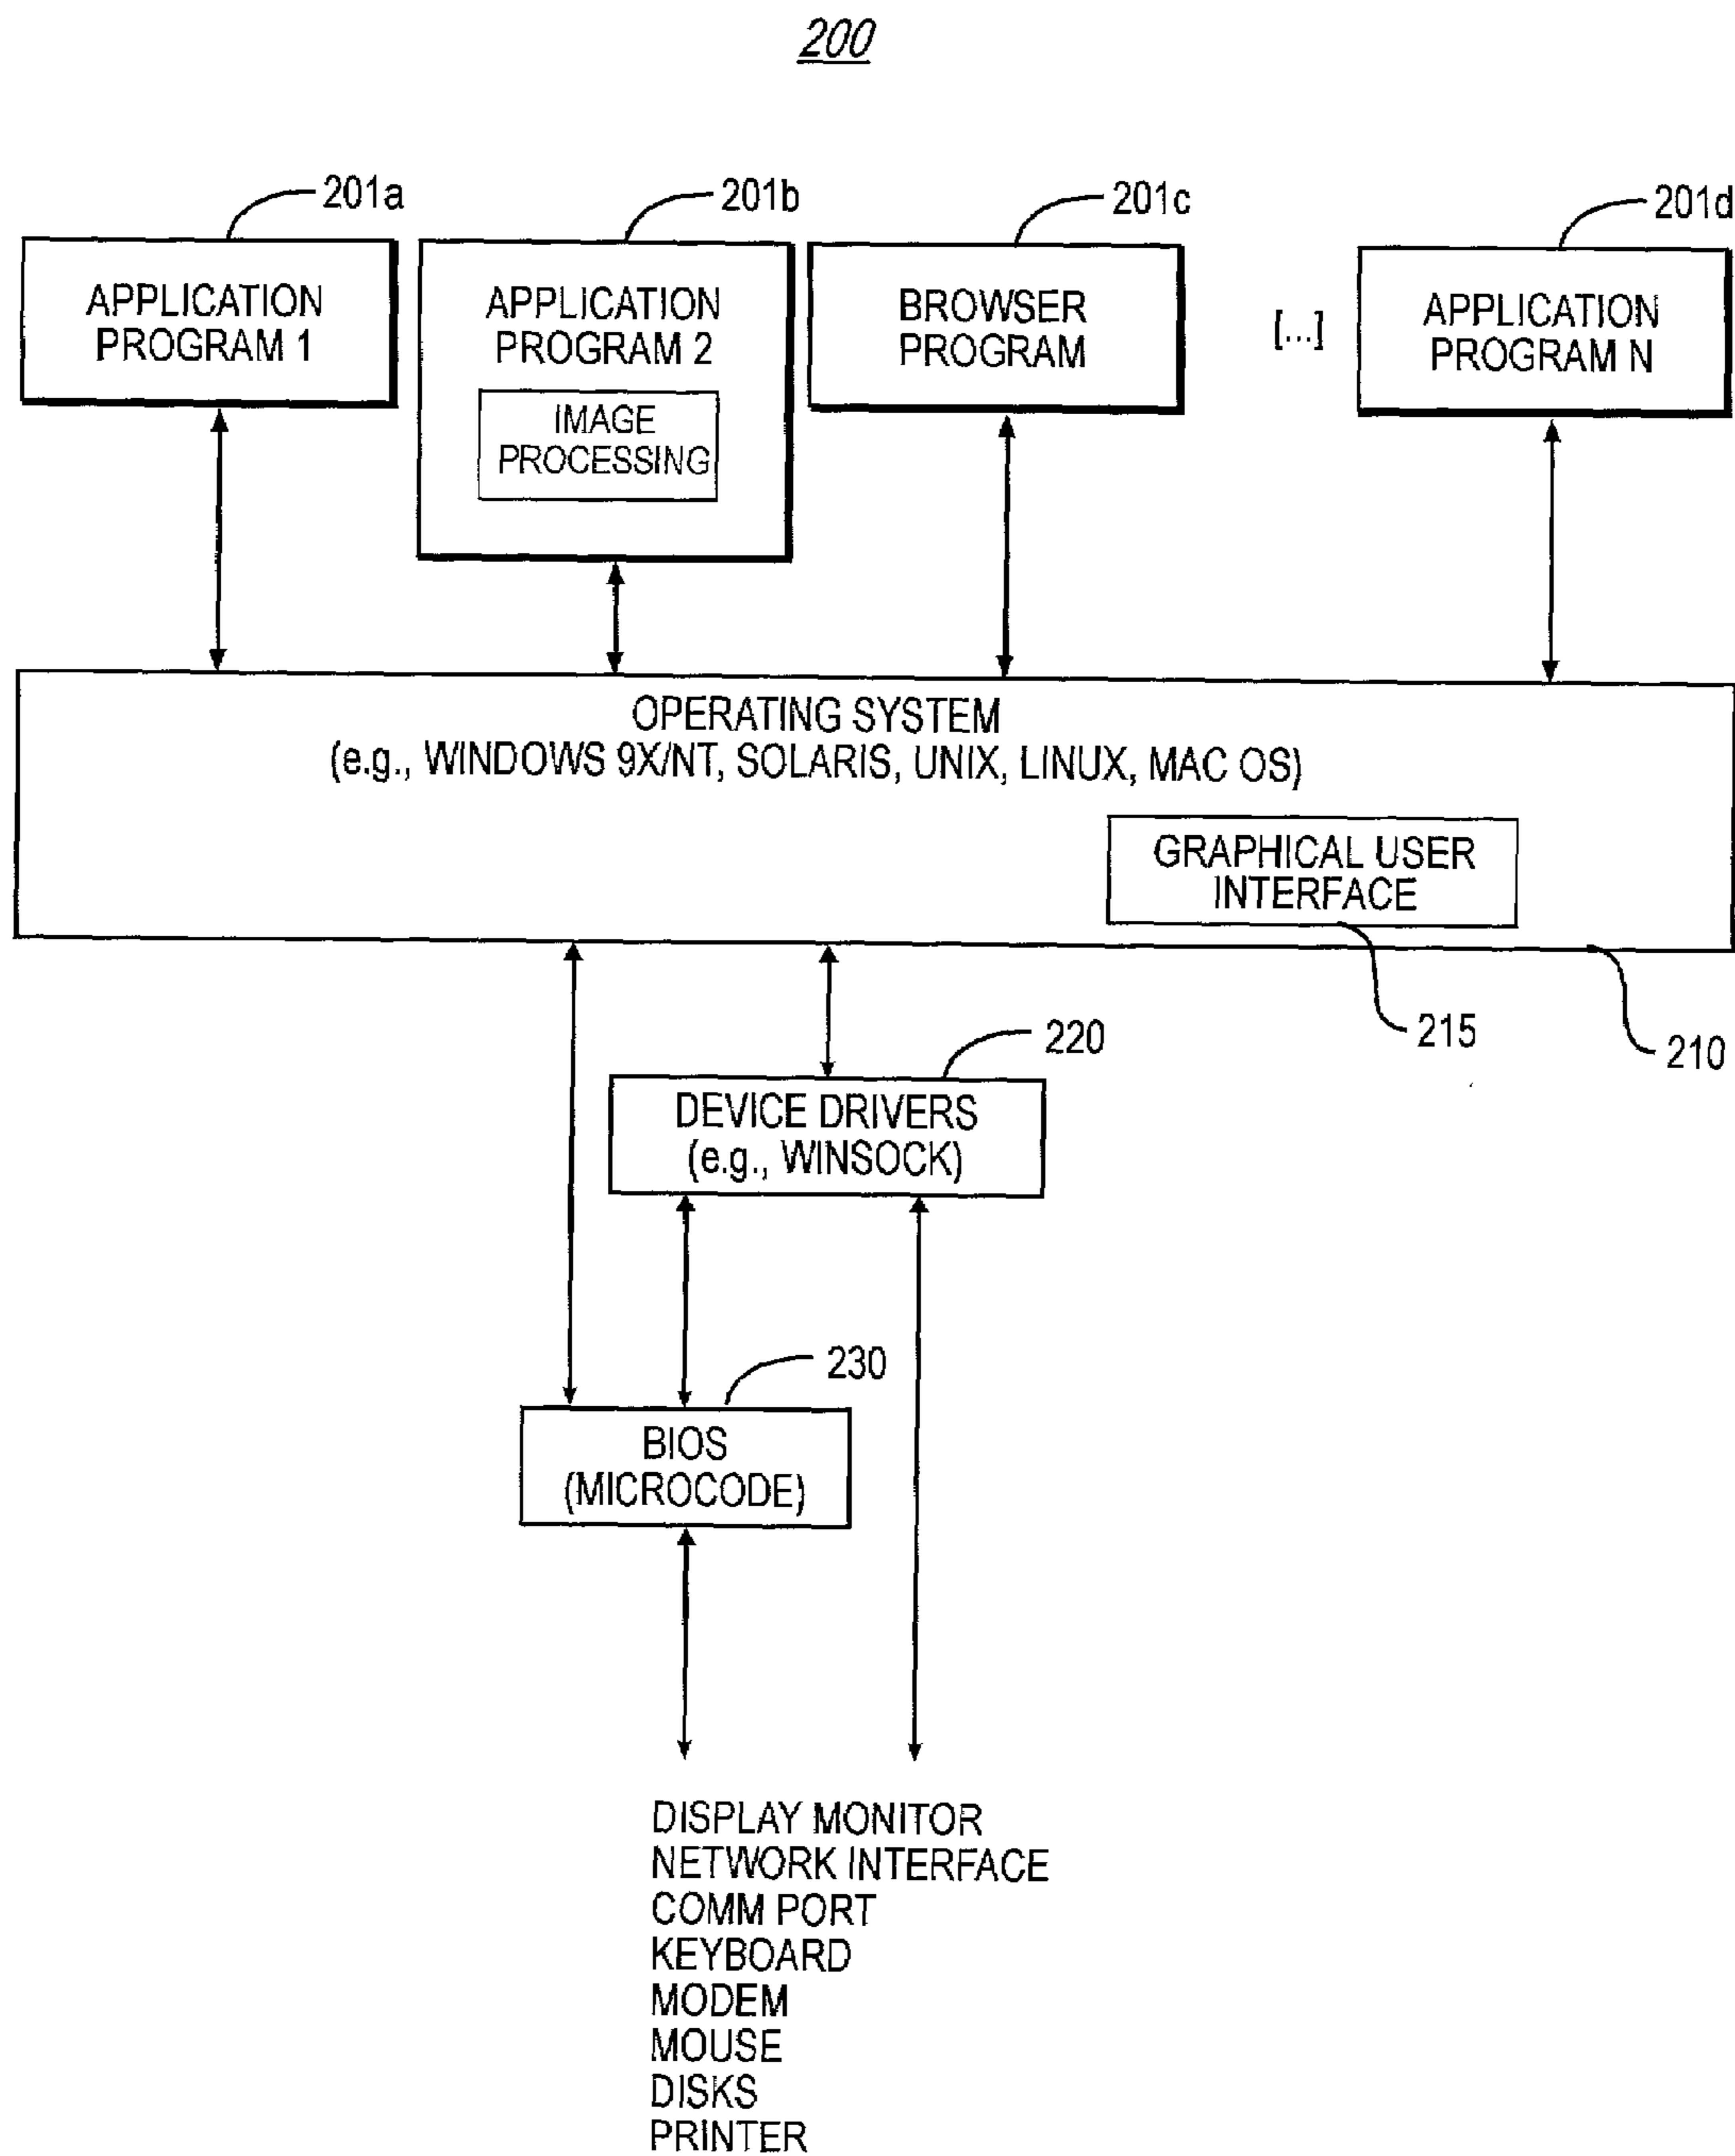 200
201a
201b
201c
201d
APPLICATION
PROGRAM 1
APPLICATION
PROGRAM 2
IMAGE
PROCESSING
BROWSER
PROGRAM
[...]
APPLICATION
PROGRAM N
OPERATING SYSTEM
(e.g., WINDOWS 9X/NT, SOLARIS, UNIX, LINUX, MAC OS)
GRAPHICAL USER
INTERFACE
215
210
220
DEVICE DRIVERS
(e.g., WINSOCK)
230
BIOS
(MICROCODE)
DISPLAY MONITOR
NETWORK INTERFACE
COMM PORT
KEYBOARD
MODEM
MOUSE
DISKS
PRINTER